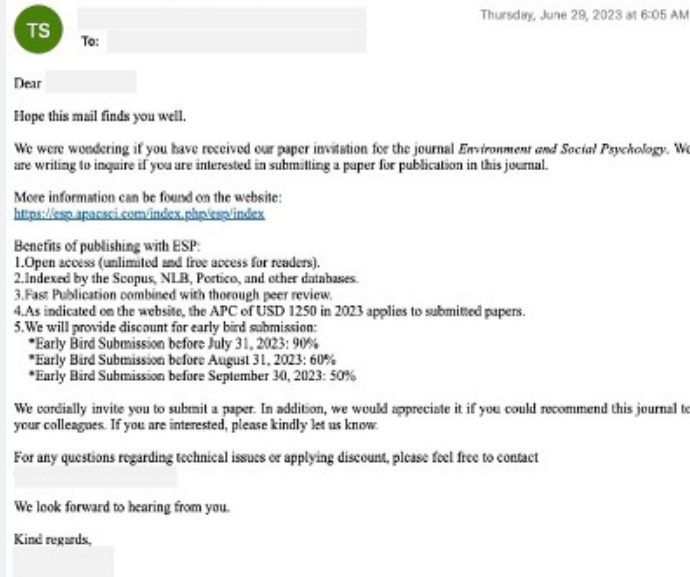 TS
Thursday, June 29, 2023 at 6:05 AM
To:
Dear
Hope this mail finds you well.
We were wondering if you have received our paper invitation for the journal Environment and Social Psychology. We
are writing to inquire if you are interested in submitting a paper for publication in this journal.
More information can be found on the website:
https://esp.apacsci.com/index.php/esp/index
Benefits of publishing with ESP:
1.Open access (unlimited and free access for readers).
2.Indexed by the Scopus, NLB, Portico, and other databases.
3.Fast Publication combined with thorough peer review.
4.As indicated on the website, the APC of USD 1250 in 2023 applies to submitted papers.
5.We will provide discount for early bird submission:
*Early Bird Submission before July 31, 2023: 90%
*Early Bird Submission before August 31, 2023: 60%
*Early Bird Submission before September 30, 2023: 50%
We cordially invite you to submit a paper. In addition, we would appreciate it if you could recommend this journal to
your colleagues. If you are interested, please kindly let us know.
For any questions regarding technical issues or applying discount, please feel free to contact
We look forward to hearing from you.
Kind regards,